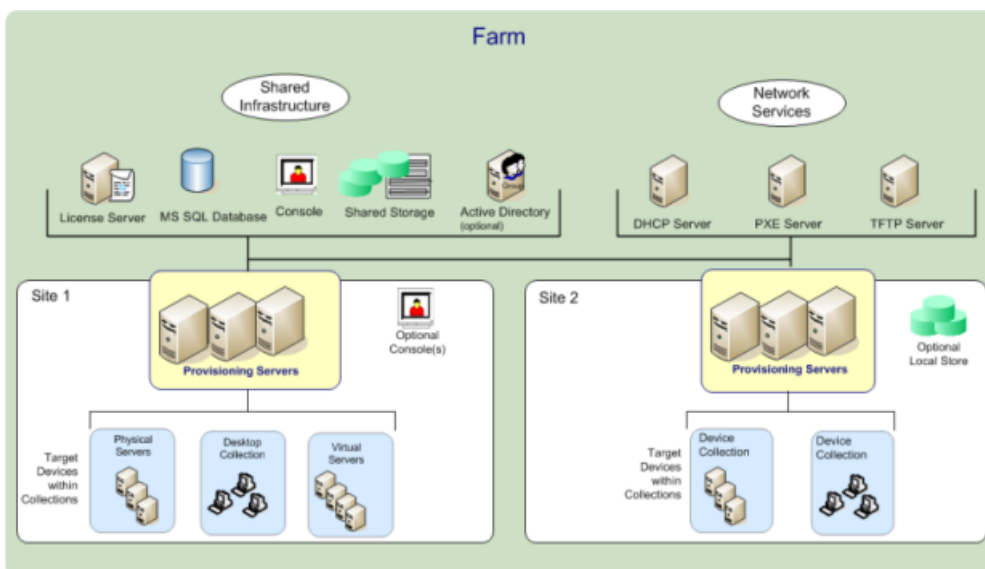 Farm
Shared
Infrastructure
Network
Services
License Server
MS SQL Database
Console
Shared Storage
Group
Active Directory
(optional)
DHCP Server
PXE Server
TFTP Server
Site 1
Provisioning Servers
Optional
Console(s)
Target
Devices
within
Collections
Physical
Servers
Desktop
Collection
Virtual
Servers
Site 2
Provisioning Servers
Optional
Local Store
Target
Devices
within
Collections
Device
Collection
Device
Collection